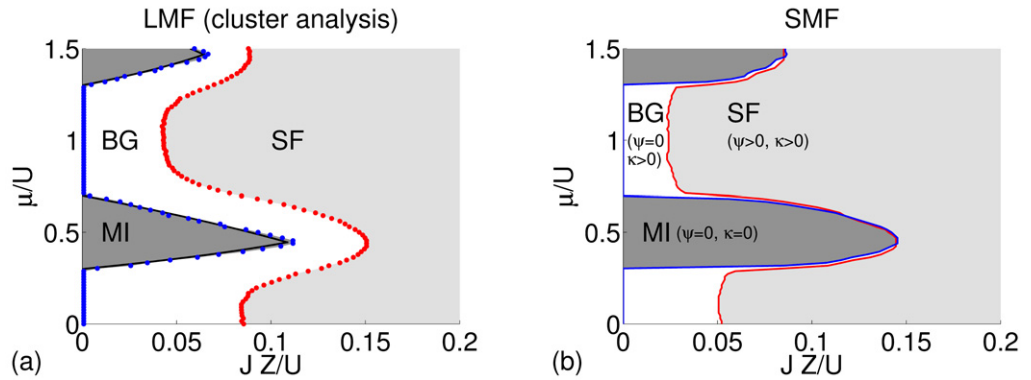 LMF (cluster analysis)
1.5
1
0.5
0
μ/U
BG
SF
MI
0
0.05
0.1
0.15
0.2
J Z/U
(a)
SMF
1.5
1
0.5
0
μ/U
BG
(ψ=0
κ>0)
SF
(ψ>0, κ>0)
MI (ψ=0, κ=0)
0
0.05
0.1
0.15
0.2
J Z/U
(b)